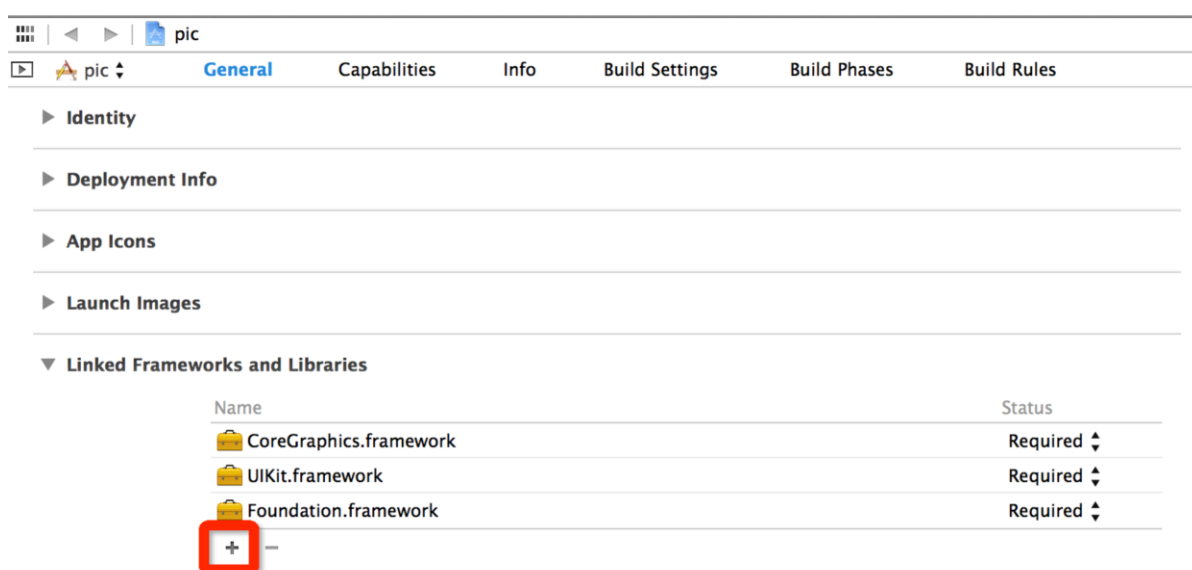 pic
pic General Capabilities Info Build Settings Build Phases Build Rules
Identity
Deployment Info
App Icons
Launch Images
Linked Frameworks and Libraries
Name Status
CoreGraphics.framework Required
UIKit.framework Required
Foundation.framework Required
+ −